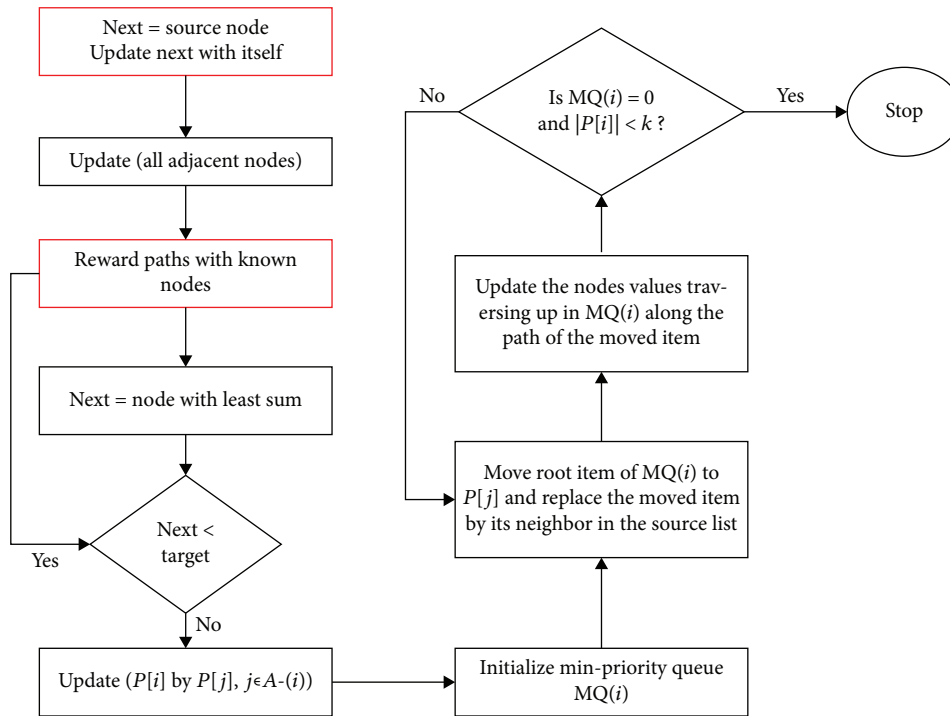 Next = source node
Update next with itself
Update (all adjacent nodes)
Reward paths with known
nodes
Next = node with least sum
Next <
target
Yes
No
Update (P[i] by P[j], jϵA-(i))
Is MQ(i) = 0
and |P[i]| < k ?
No
Yes
Stop
Update the nodes values trav-
ersing up in MQ(i) along the
path of the moved item
Move root item of MQ(i) to
P[j] and replace the moved item
by its neighbor in the source list
Initialize min-priority queue
MQ(i)